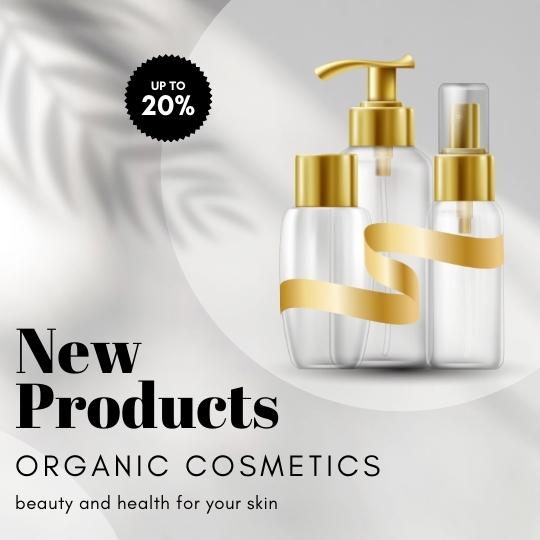 UP TO
20%
New
Products
ORGANIC COSMETICS
beauty and health for your skin